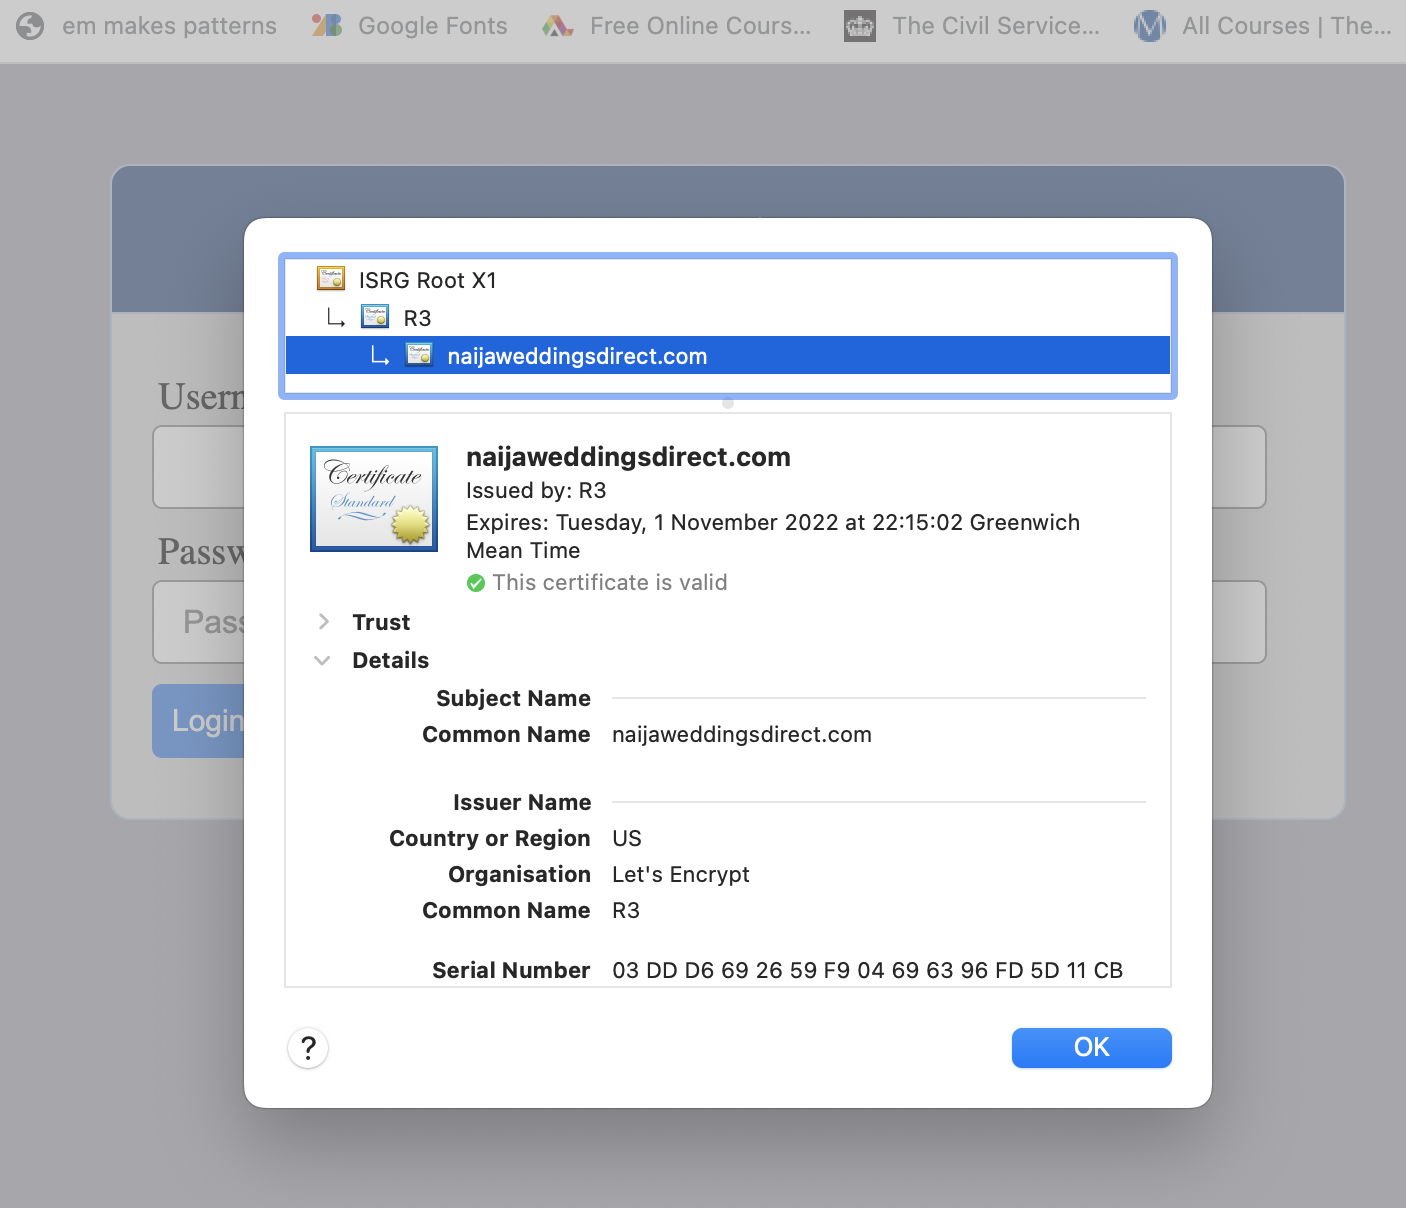 em makes patterns
Google Fonts
Free Online Cours...
The Civil Service...
All Courses | The...
ISRG Root X1
R3
naijaweddingsdirect.com
Usern
Passw
Pass
Login
Certificate
Standard
naijaweddingsdirect.com
Issued by: R3
Expires: Tuesday, 1 November 2022 at 22:15:02 Greenwich
Mean Time
This certificate is valid
Trust
Details
Subject Name
Common Name naijaweddingsdirect.com
Issuer Name
Country or Region US
Organisation Let's Encrypt
Common Name R3
Serial Number 03 DD D6 69 26 59 F9 04 69 63 96 FD 5D 11 CB
?
OK